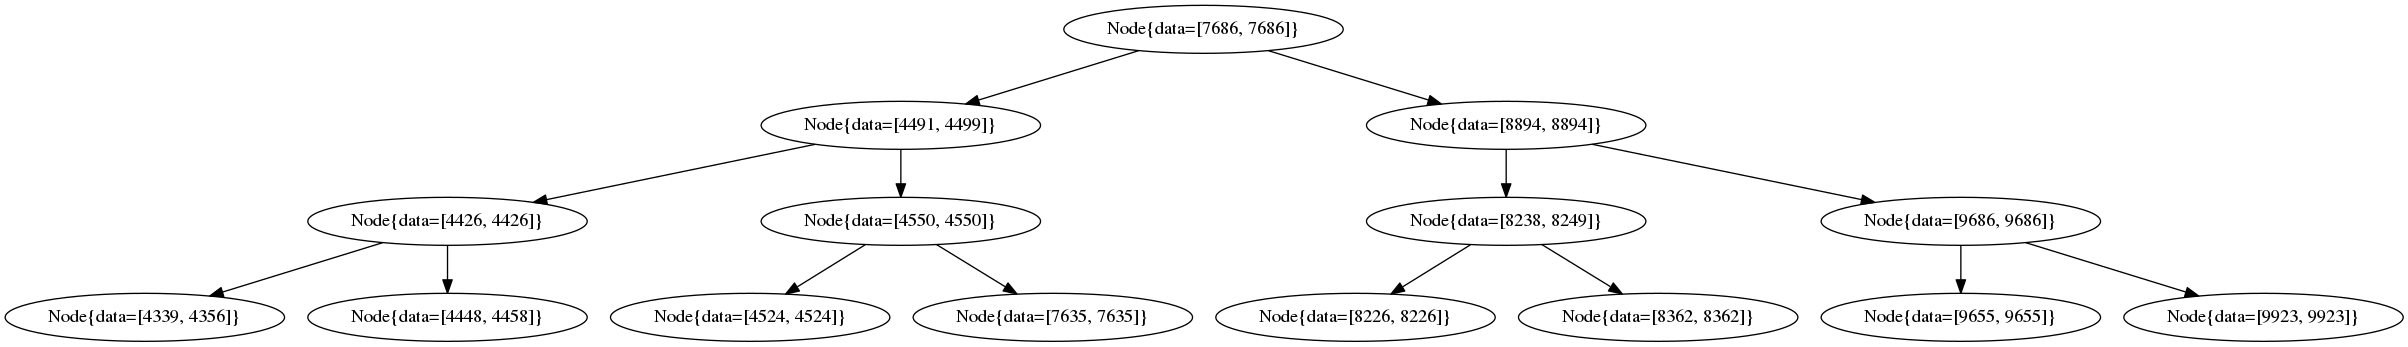 Node{data=[7686, 7686]}
Node{data=[4491, 4499]}
Node{data=[8894, 8894]}
Node{data=[4426, 4426]}
Node{data=[4550, 4550]}
Node{data=[8238, 8249]}
Node{data=[9686, 9686]}
Node{data=[4339, 4356]}
Node{data=[4448, 4458]}
Node{data=[4524, 4524]}
Node{data=[7635, 7635]}
Node{data=[8226, 8226]}
Node{data=[8362, 8362]}
Node{data=[9655, 9655]}
Node{data=[9923, 9923]}